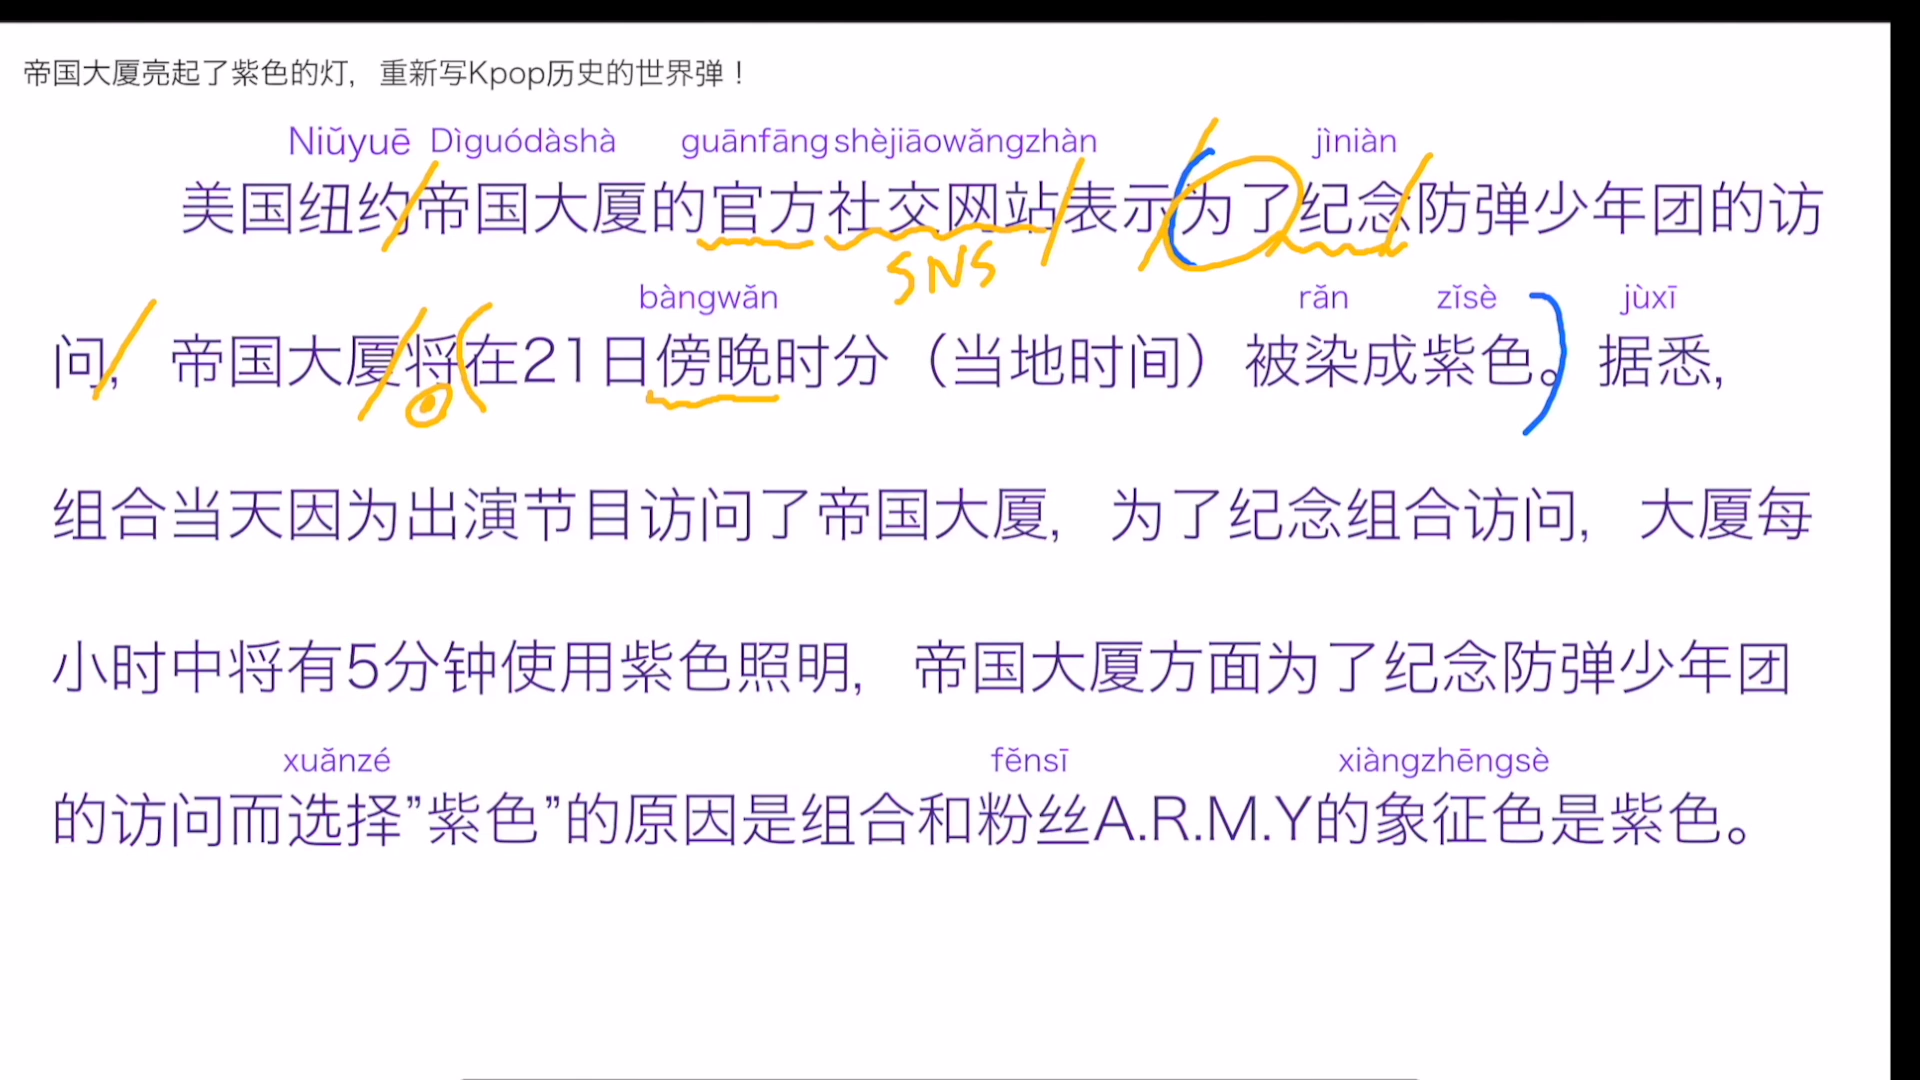 帝国大厦亮起了紫色的灯，重新写Kpop历史的世界弹！
Niǔyuē Dìguódàshà guānfāng shèjiāowǎngzhàn jìniàn
美国纽约帝国大厦的官方社交网站表示为了纪念防弹少年团的访
SNS
bàngwǎn rǎn zǐsè jùxī
问，帝国大厦将在21日傍晚时分（当地时间）被染成紫色。据悉，
组合当天因为出演节目访问了帝国大厦，为了纪念组合访问，大厦每
小时中将有5分钟使用紫色照明，帝国大厦方面为了纪念防弹少年团
xuǎnzé fěnsī xiàngzhēngsè
的访问而选择”紫色”的原因是组合和粉丝A.R.M.Y的象征色是紫色。